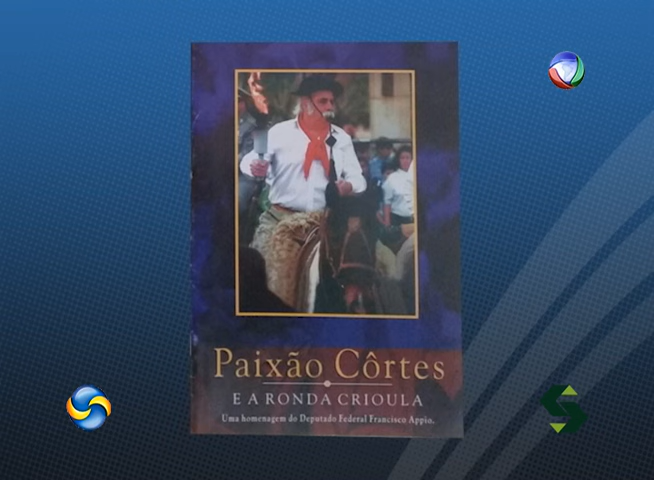 Paixão Côrtes
E A RONDA CRIOULA
Uma homenagem do Deputado Federal Francisco Appio.